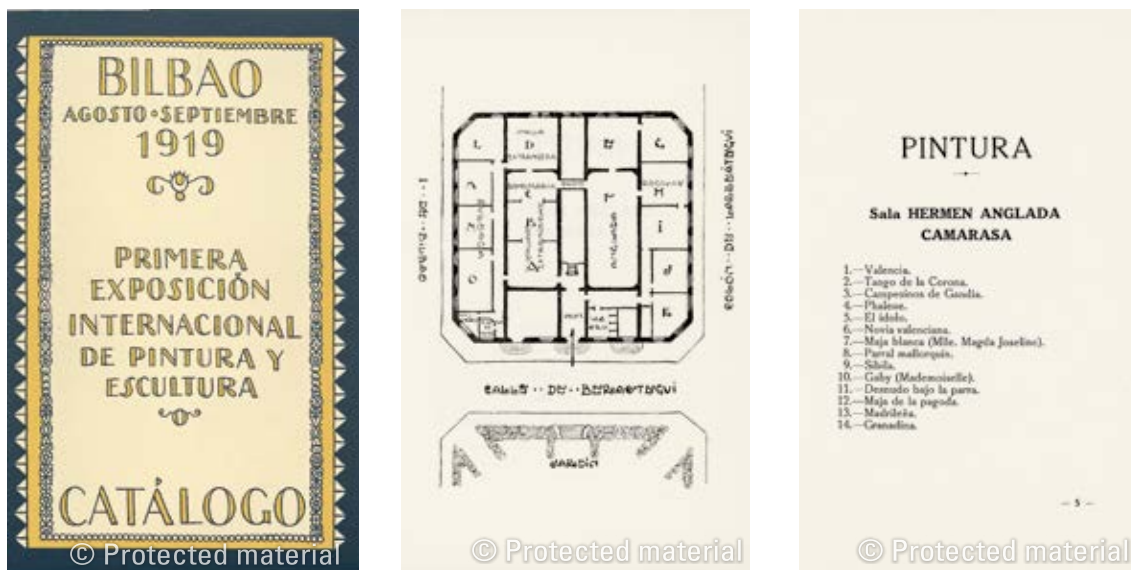 BILBAO
AGOSTO·SEPTIEMBRE
1919
PRIMERA
EXPOSICIÓN
INTERNACIONAL
DE PINTURA Y
ESCULTURA
CATÁLOGO
© Protected material
L
D
EXTRANJERA
G
H
I
J
K
JARDÍN
© Protected material
PINTURA
Sala HERMEN ANGLADA
CAMARASA
1.—Valencia.
2.—Tango de la Corona.
3.—Campesinos de Gandía.
4.—Phalene.
5.—El ídolo.
6.—Novia valenciana.
7.—Maja blanca (Mlle. Magda Joseline).
8.—Parral mallorquín.
9.—Sibila.
10.—Gaby (Mademoiselle).
11.—Desnudo bajo la parra.
12.—Maja de la pagoda.
13.—Madrileña.
14.—Granadina.
— 5 —
© Protected material